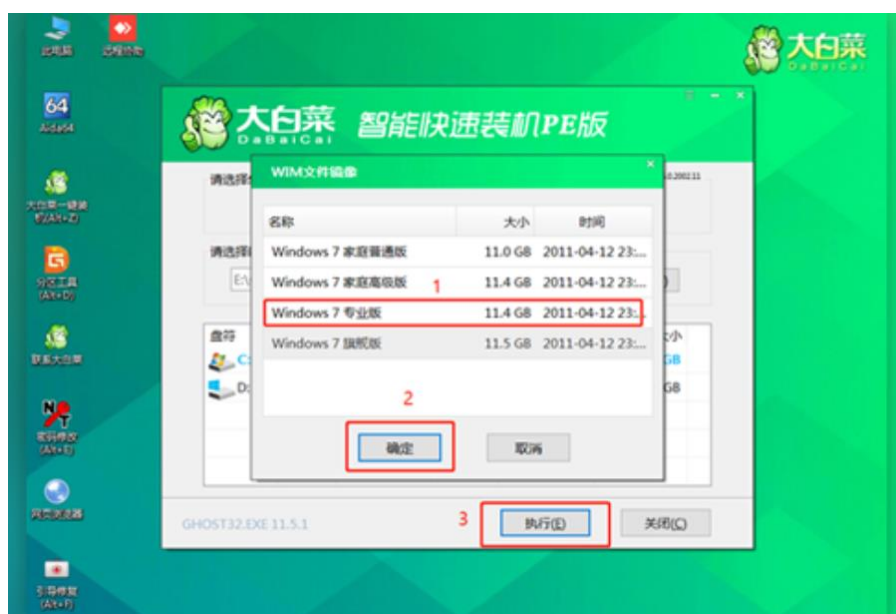 此电脑
远程协助
大白菜
DaBaiCai
64
Aida64
大白菜 智能快速装机PE版
DaBaiCai
大白菜一键装
机(Alt+Z)
请选择
WIM文件镜像
名称 大小 时间
请选择
Windows 7 家庭普通版 11.0 GB 2011-04-12 23:...
分区工具
(Alt+D)
E:\
Windows 7 家庭高级版 11.4 GB 2011-04-12 23:...
1
Windows 7 专业版 11.4 GB 2011-04-12 23:...
盘符
Windows 7 旗舰版 11.5 GB 2011-04-12 23:...
联系大白菜
C:
GB
D:
GB
2
密码修改
确定 取消
网页浏览器
GHOST32.EXE 11.5.1
3
执行(E) 关闭(C)
引导修复
(Alt+F)